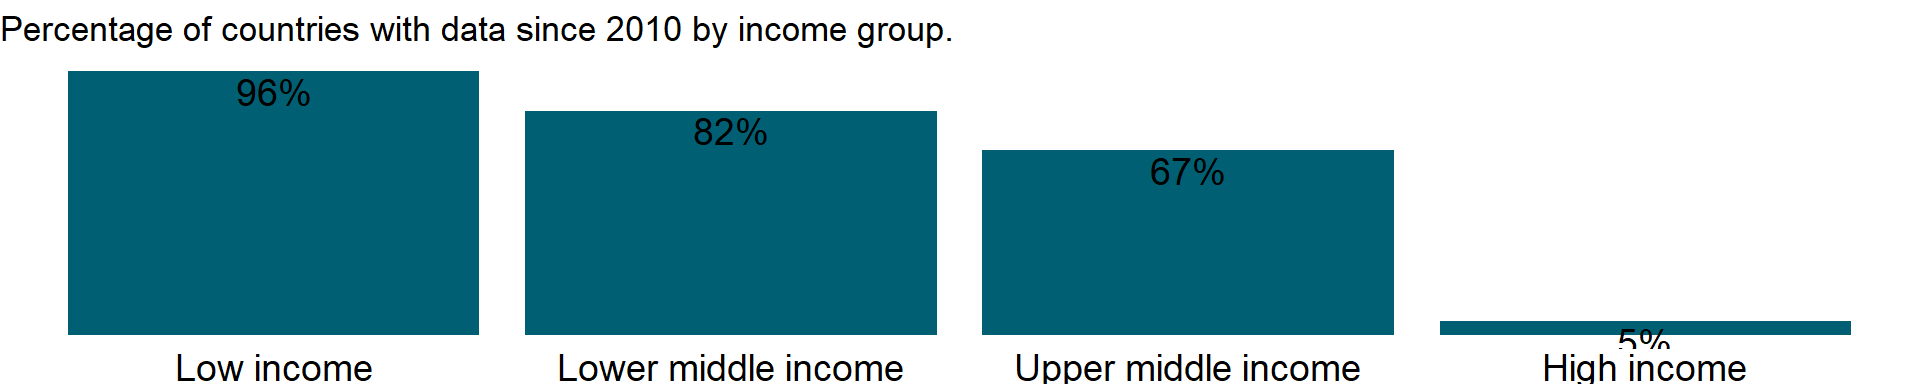 Percentage of countries with data since 2010 by income group.
96%
82%
67%
5%
Low income
Lower middle income
Upper middle income
High income